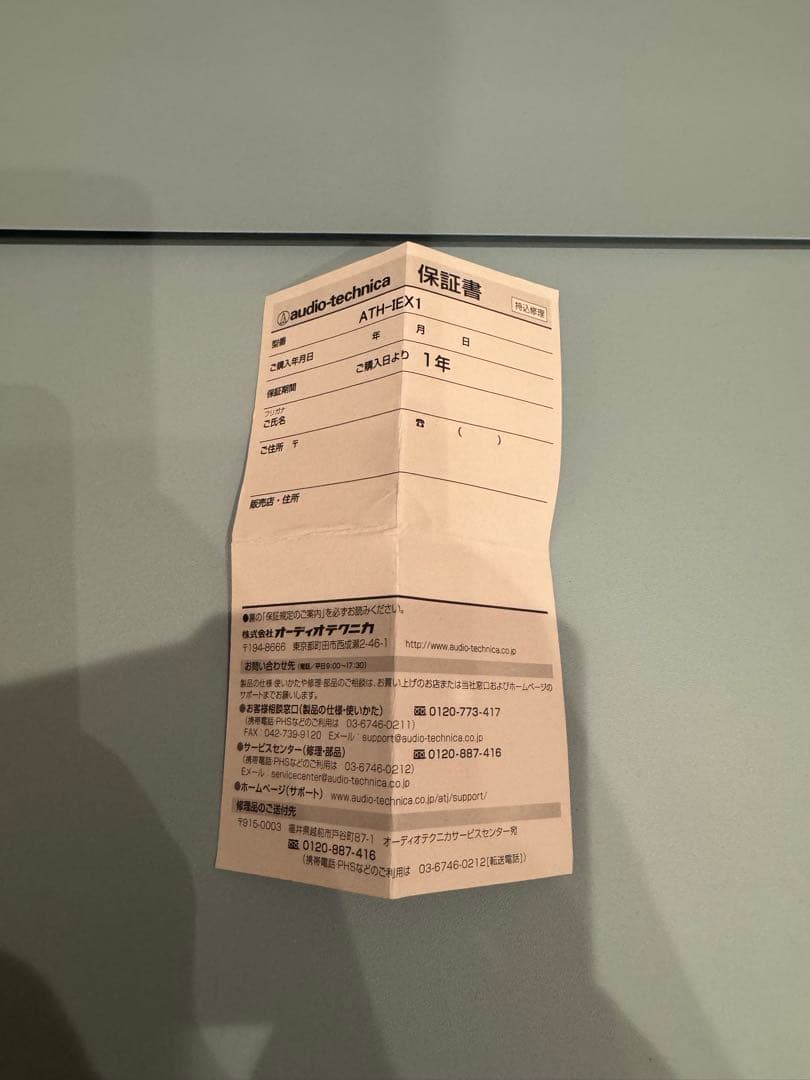 audio-technica 保証書 持込修理
型番 ATH-IEX1
ご購入年月日 年 月 日
保証期間 ご購入日より 1年
フリガナ
ご氏名
ご住所 〒 ☎ ( )
販売店・住所
●裏の「保証規定のご案内」を必ずお読みください。
株式会社オーディオテクニカ
〒194-8666 東京都町田市西成瀬2-46-1 http://www.audio-technica.co.jp
お問い合わせ先(電話/平日9:00~17:30)
製品の仕様・使いかたや修理・部品のご相談は、お買い上げのお店または当社窓口およびホームページの
サポートまでお願いします。
●お客様相談窓口(製品の仕様・使いかた) 0120-773-417
(携帯電話・PHSなどのご利用は 03-6746-0211)
FAX:042-739-9120 Eメール:support@audio-technica.co.jp
●サービスセンター(修理・部品) 0120-887-416
(携帯電話・PHSなどのご利用は 03-6746-0212)
Eメール servicecenter@audio-technica.co.jp
●ホームページ(サポート) www.audio-technica.co.jp/atj/support/
修理品のご送付先
〒915-0003 福井県越前市戸谷町87-1 オーディオテクニカサービスセンター宛
0120-887-416
(携帯電話・PHSなどのご利用は 03-6746-0212[転送電話])